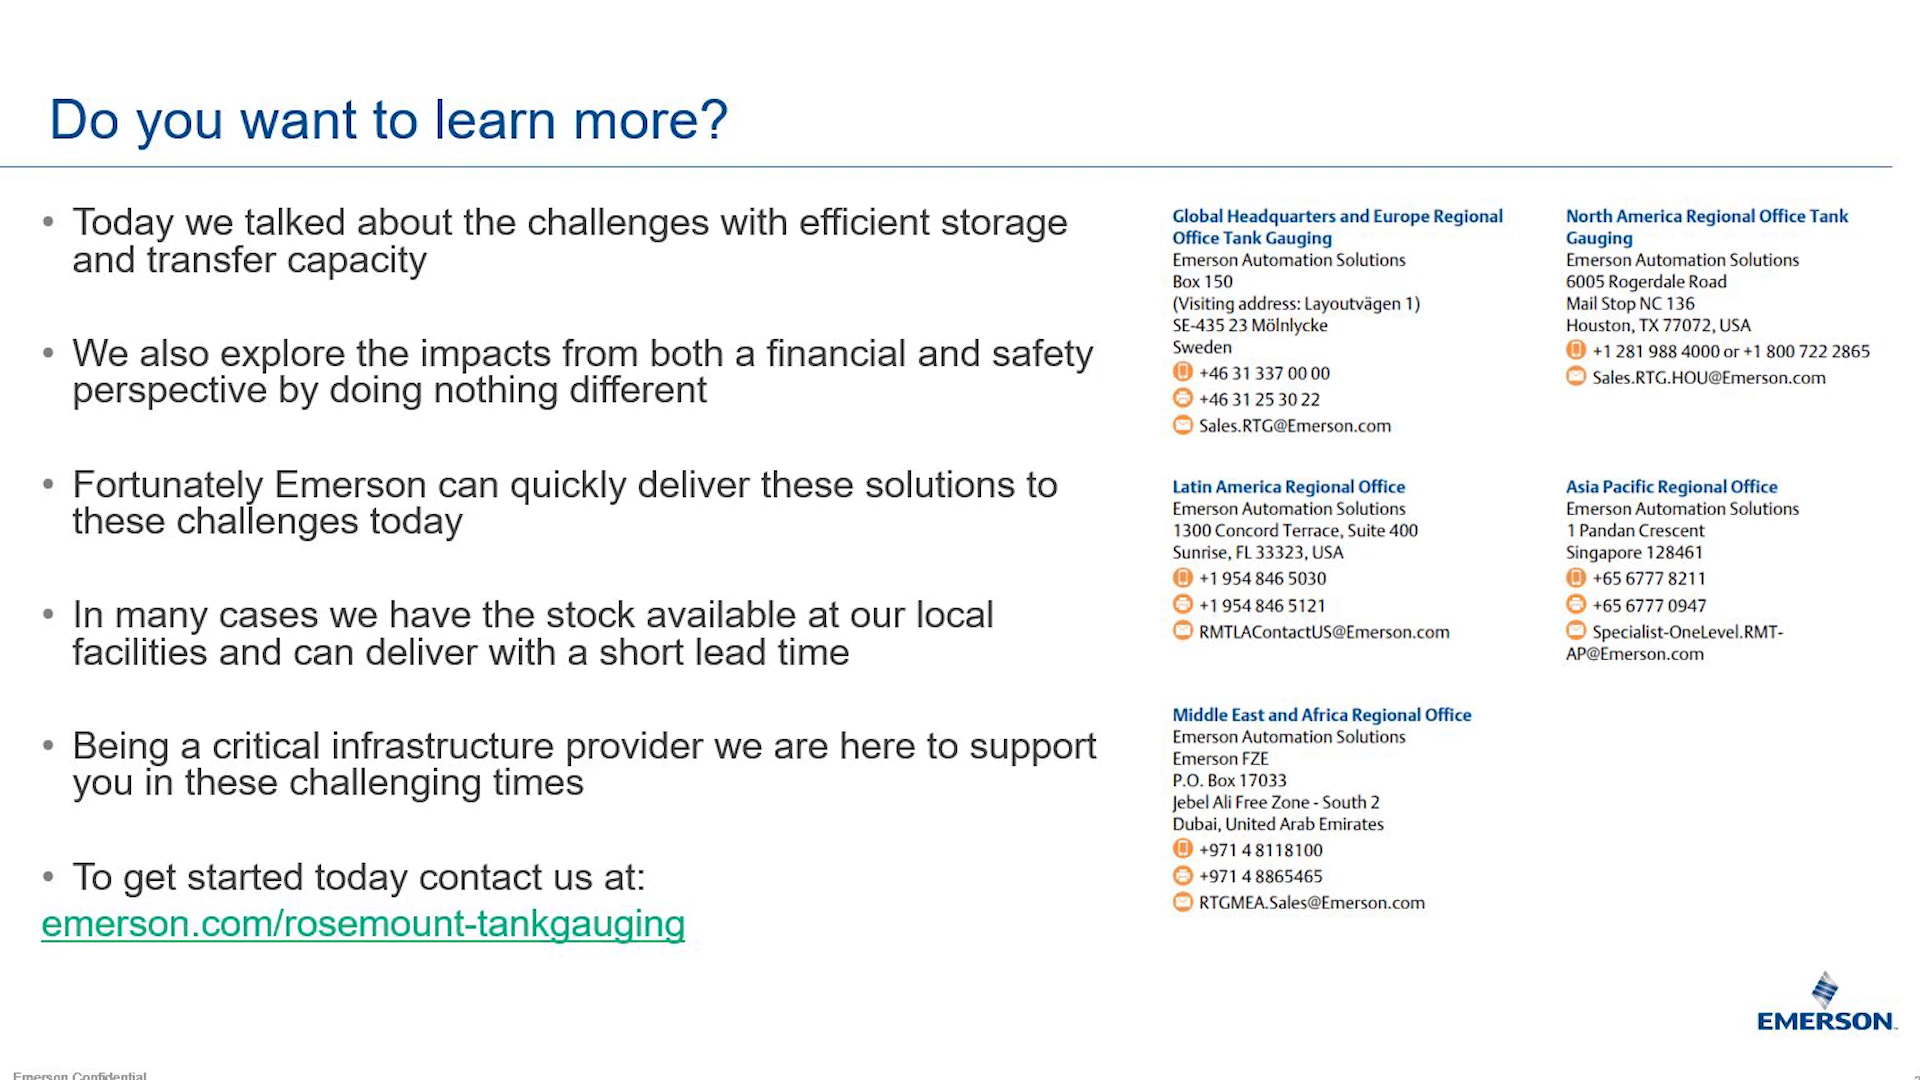 Do you want to learn more?
• Today we talked about the challenges with efficient storage
and transfer capacity
• We also explore the impacts from both a financial and safety
perspective by doing nothing different
• Fortunately Emerson can quickly deliver these solutions to
these challenges today
• In many cases we have the stock available at our local
facilities and can deliver with a short lead time
• Being a critical infrastructure provider we are here to support
you in these challenging times
• To get started today contact us at:
emerson.com/rosemount-tankgauging
Global Headquarters and Europe Regional
Office Tank Gauging
Emerson Automation Solutions
Box 150
(Visiting address: Layoutvägen 1)
SE-435 23 Mölnlycke
Sweden
+46 31 337 00 00
+46 31 25 30 22
Sales.RTG@Emerson.com
North America Regional Office Tank
Gauging
Emerson Automation Solutions
6005 Rogerdale Road
Mail Stop NC 136
Houston, TX 77072, USA
+1 281 988 4000 or +1 800 722 2865
Sales.RTG.HOU@Emerson.com
Latin America Regional Office
Emerson Automation Solutions
1300 Concord Terrace, Suite 400
Sunrise, FL 33323, USA
+1 954 846 5030
+1 954 846 5121
RMTLAContactUS@Emerson.com
Asia Pacific Regional Office
Emerson Automation Solutions
1 Pandan Crescent
Singapore 128461
+65 6777 8211
+65 6777 0947
Specialist-OneLevel.RMT-
AP@Emerson.com
Middle East and Africa Regional Office
Emerson Automation Solutions
Emerson FZE
P.O. Box 17033
Jebel Ali Free Zone - South 2
Dubai, United Arab Emirates
+971 4 8118100
+971 4 8865465
RTGMEA.Sales@Emerson.com
EMERSON
Emerson Confidential